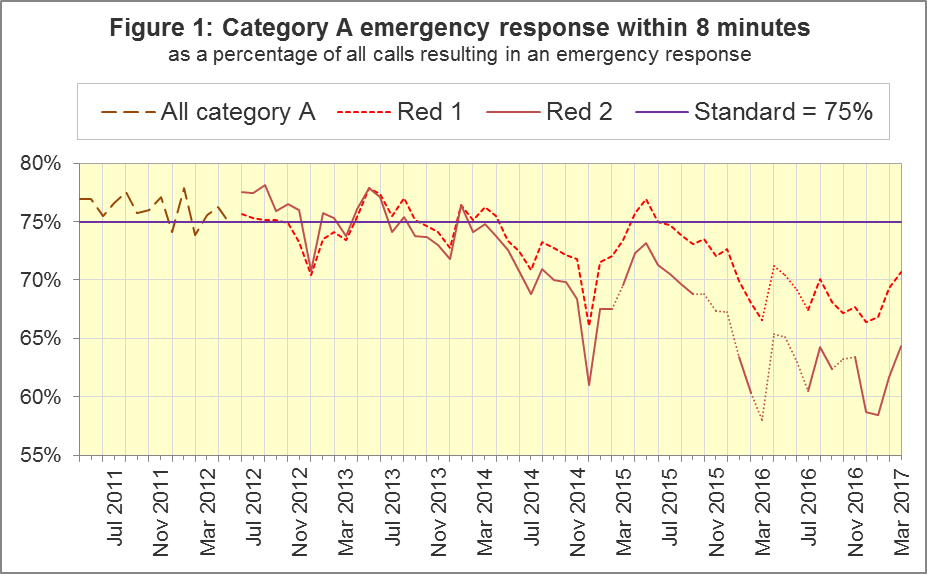 Figure 1: Category A emergency response within 8 minutes
as a percentage of all calls resulting in an emergency response
All category A
Red 1
Red 2
Standard = 75%
80%
75%
70%
65%
60%
55%
Jul 2011
Nov 2011
Mar 2012
Jul 2012
Nov 2012
Mar 2013
Jul 2013
Nov 2013
Mar 2014
Jul 2014
Nov 2014
Mar 2015
Jul 2015
Nov 2015
Mar 2016
Jul 2016
Nov 2016
Mar 2017